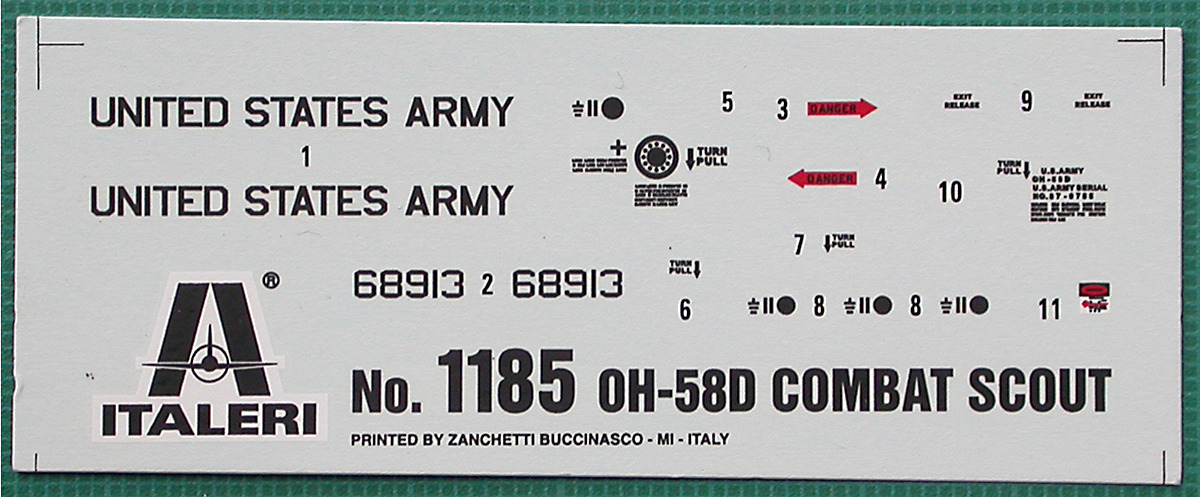 UNITED STATES ARMY
1
UNITED STATES ARMY
68913 2 68913
5
3 DANGER
EXIT
RELEASE
9
EXIT
RELEASE
TURN
PULL
DANGER 4
10
TURN
PULL
U.S.ARMY
OH-58D
U.S.ARMY SERIAL
7 TURN
PULL
TURN
PULL
6
8
8
11
®
ITALERI
No. 1185 OH-58D COMBAT SCOUT
PRINTED BY ZANCHETTI BUCCINASCO - MI - ITALY